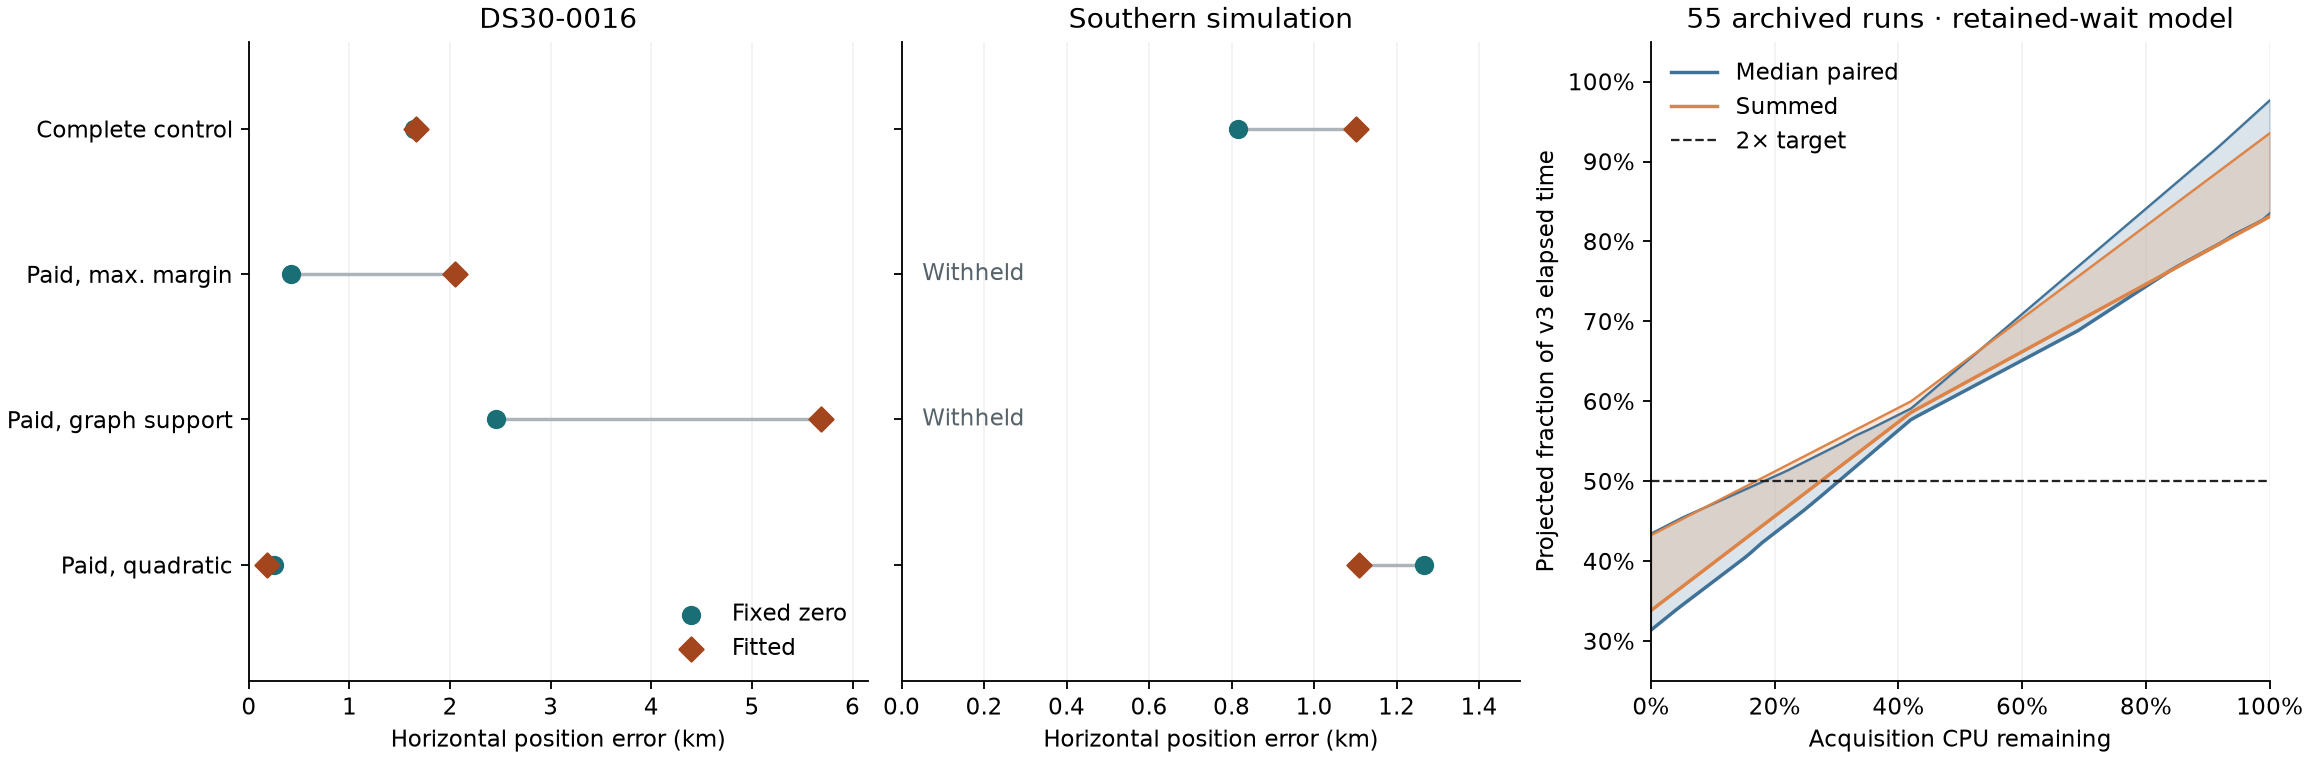 DS30-0016
Complete control
Paid, max. margin
Paid, graph support
Paid, quadratic
Fixed zero
Fitted
0 1 2 3 4 5 6
Horizontal position error (km)
Southern simulation
Withheld
Withheld
0.0 0.2 0.4 0.6 0.8 1.0 1.2 1.4
Horizontal position error (km)
55 archived runs · retained-wait model
Median paired
Summed
2× target
Projected fraction of v3 elapsed time
100%
90%
80%
70%
60%
50%
40%
30%
0% 20% 40% 60% 80% 100%
Acquisition CPU remaining